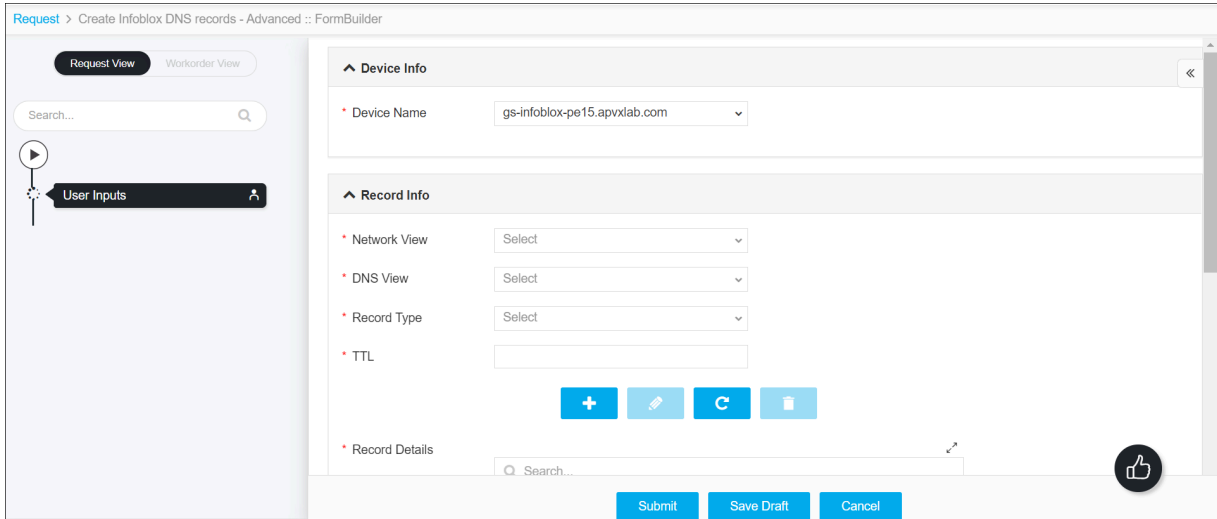 Request > Create Infoblox DNS records - Advanced :: FormBuilder
Request View Workorder View
Search...
User Inputs
Device Info
* Device Name gs-infoblox-pe15.apvxlab.com
Record Info
* Network View Select
* DNS View Select
* Record Type Select
* TTL
* Record Details
Search...
Submit Save Draft Cancel